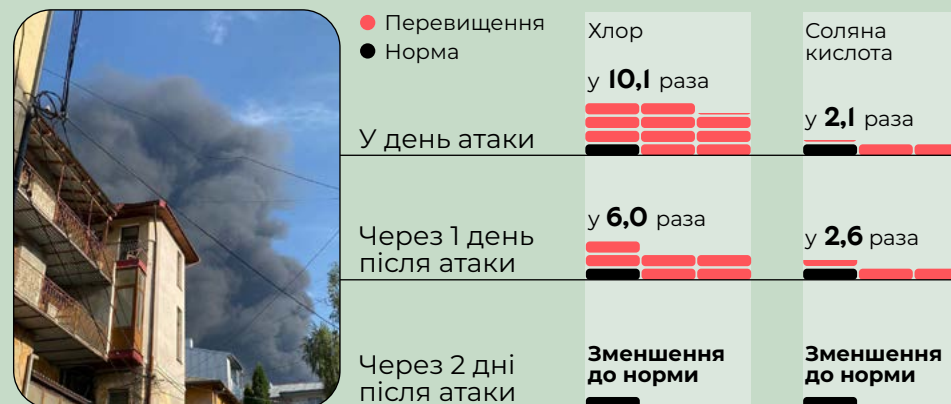 Перевищення
Норма
Хлор
Соляна
кислота
у 10,1 раза
у 2,1 раза
У день атаки
у 6,0 раза
у 2,6 раза
Через 1 день
після атаки
Через 2 дні
після атаки
Зменшення
до норми
Зменшення
до норми